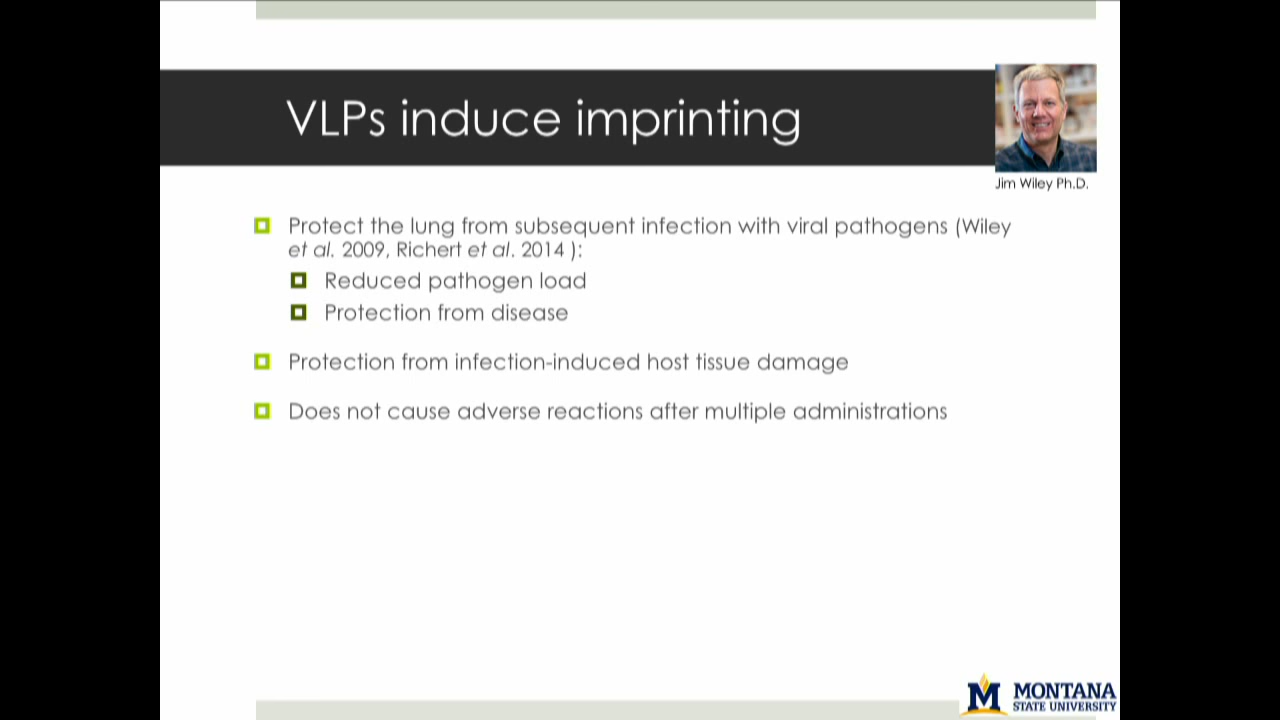 VLPs induce imprinting
Jim Wiley Ph.D.
Protect the lung from subsequent infection with viral pathogens (Wiley
et al. 2009, Richert et al. 2014 ):
Reduced pathogen load
Protection from disease
Protection from infection-induced host tissue damage
Does not cause adverse reactions after multiple administrations
M MONTANA
STATE UNIVERSITY